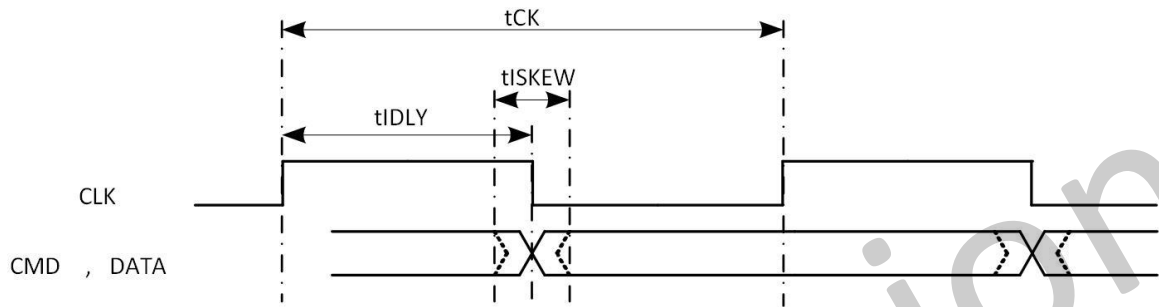 tCK
tISKEW
tIDLY
CLK
CMD , DATA